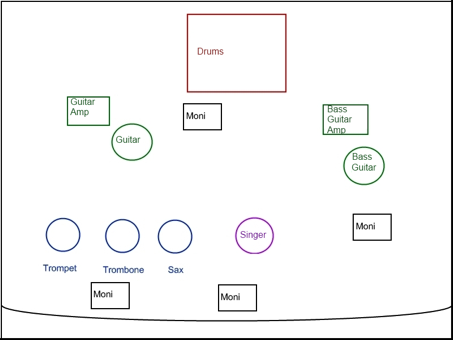 Drums
Guitar
Amp
Moni
Bass
Guitar
Amp
Guitar
Bass
Guitar
Moni
Singer
Trompet
Trombone
Sax
Moni
Moni